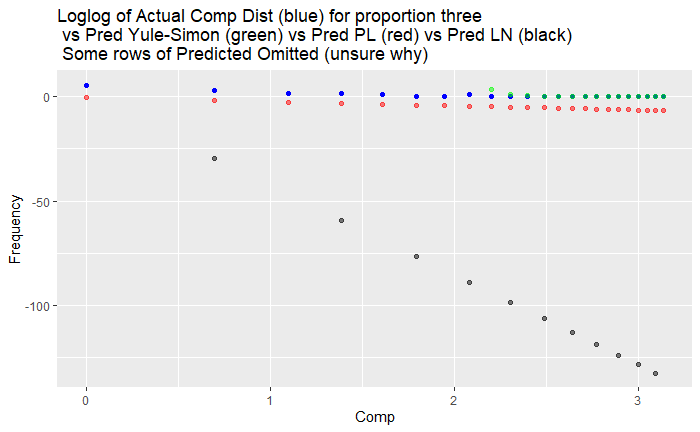 Loglog of Actual Comp Dist (blue) for proportion three
vs Pred Yule-Simon (green) vs Pred PL (red) vs Pred LN (black)
Some rows of Predicted Omitted (unsure why)
0
-50
-100
Frequency
0
1
2
3
Comp